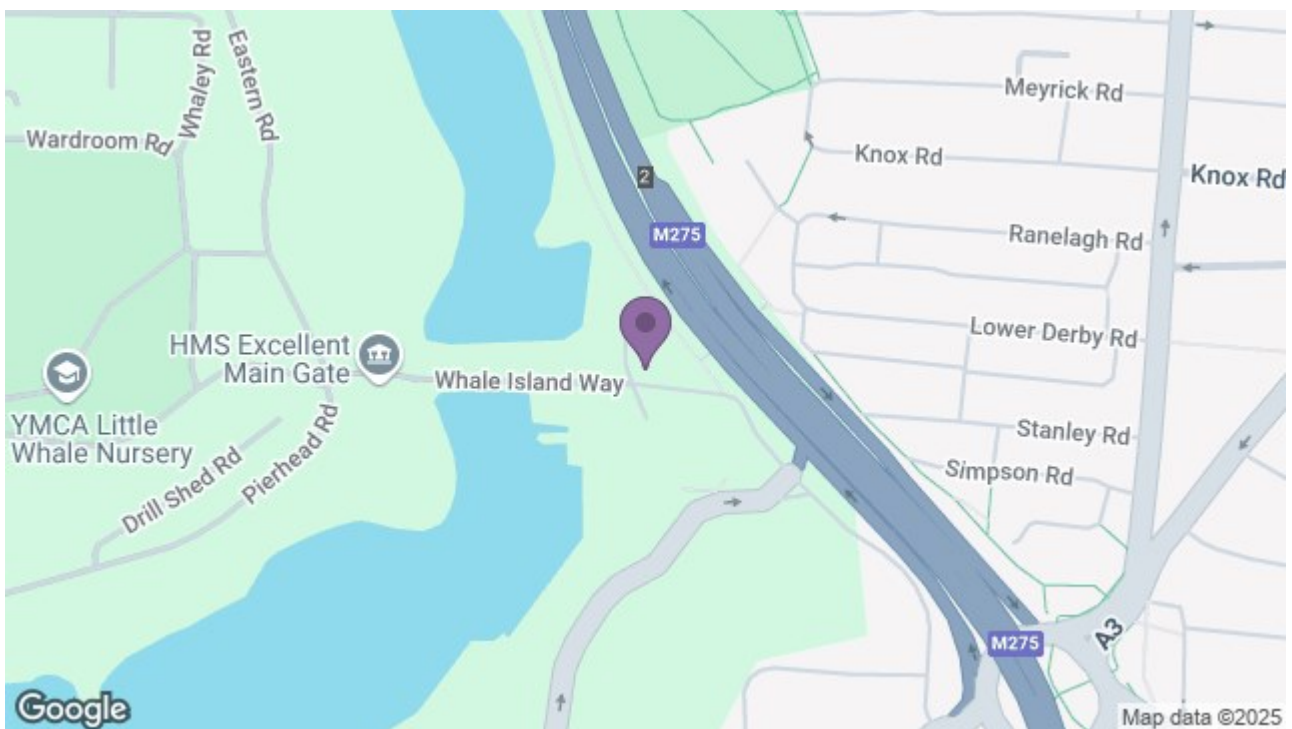 Whaley Rd
Eastern Rd
Wardroom Rd
Meyrick Rd
Knox Rd
Knox Rd
2
M275
Ranelagh Rd
HMS Excellent
Main Gate
Whale Island Way
Lower Derby Rd
YMCA Little
Whale Nursery
Drill Shed Rd
Pierhead Rd
Stanley Rd
Simpson Rd
M275
A3
Google
Map data ©2025